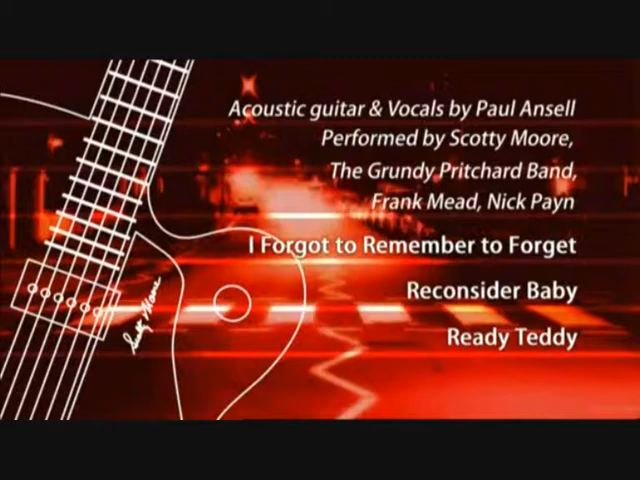 Acoustic guitar & Vocals by Paul Ansell
Performed by Scotty Moore,
The Grundy Pritchard Band,
Frank Mead, Nick Payn
I Forgot to Remember to Forget
Reconsider Baby
Ready Teddy